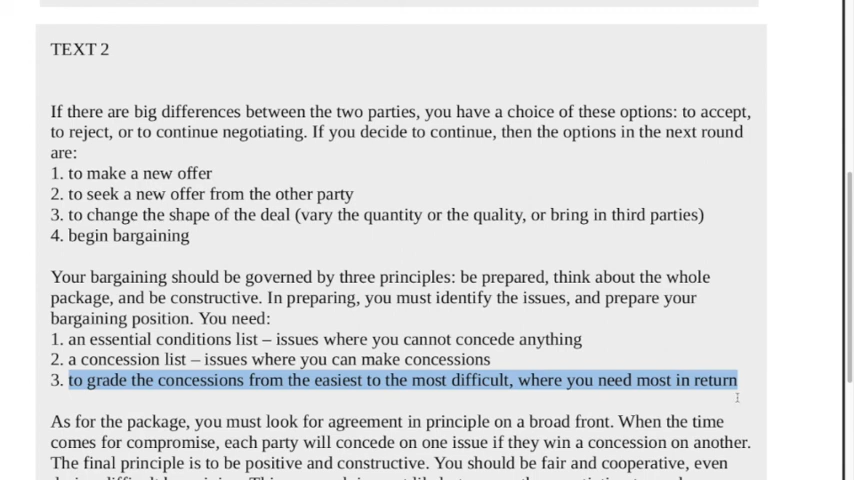 TEXT 2
If there are big differences between the two parties, you have a choice of these options: to accept,
to reject, or to continue negotiating. If you decide to continue, then the options in the next round
are:
1. to make a new offer
2. to seek a new offer from the other party
3. to change the shape of the deal (vary the quantity or the quality, or bring in third parties)
4. begin bargaining
Your bargaining should be governed by three principles: be prepared, think about the whole
package, and be constructive. In preparing, you must identify the issues, and prepare your
bargaining position. You need:
1. an essential conditions list – issues where you cannot concede anything
2. a concession list – issues where you can make concessions
3. to grade the concessions from the easiest to the most difficult, where you need most in return
As for the package, you must look for agreement in principle on a broad front. When the time
comes for compromise, each party will concede on one issue if they win a concession on another.
The final principle is to be positive and constructive. You should be fair and cooperative, even